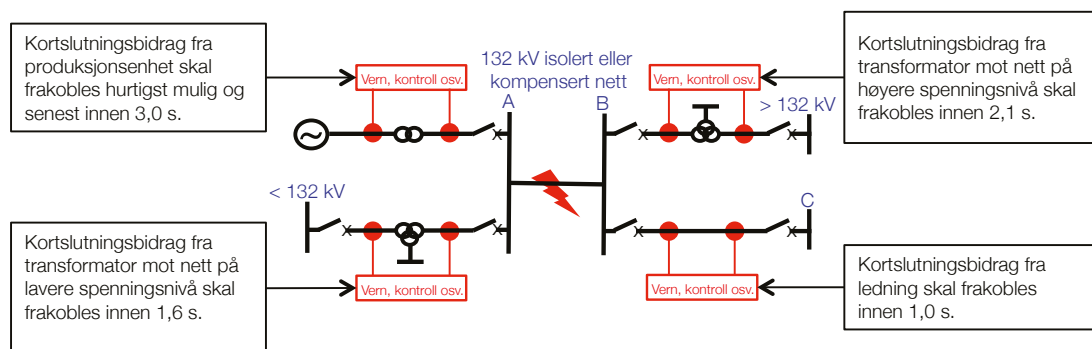 Kortslutningsbidrag fra
produksjonsenhet skal
frakobles hurtigst mulig og
senest innen 3,0 s.
Vern, kontroll osv.
132 kV isolert eller
kompensert nett
A
B
Vern, kontroll osv.
> 132 kV
Kortslutningsbidrag fra
transformator mot nett på
høyere spenningsnivå skal
frakobles innen 2,1 s.
< 132 kV
C
Kortslutningsbidrag fra
transformator mot nett på
lavere spenningsnivå skal
frakobles innen 1,6 s.
Vern, kontroll osv.
Vern, kontroll osv.
Kortslutningsbidrag fra
ledning skal frakobles
innen 1,0 s.